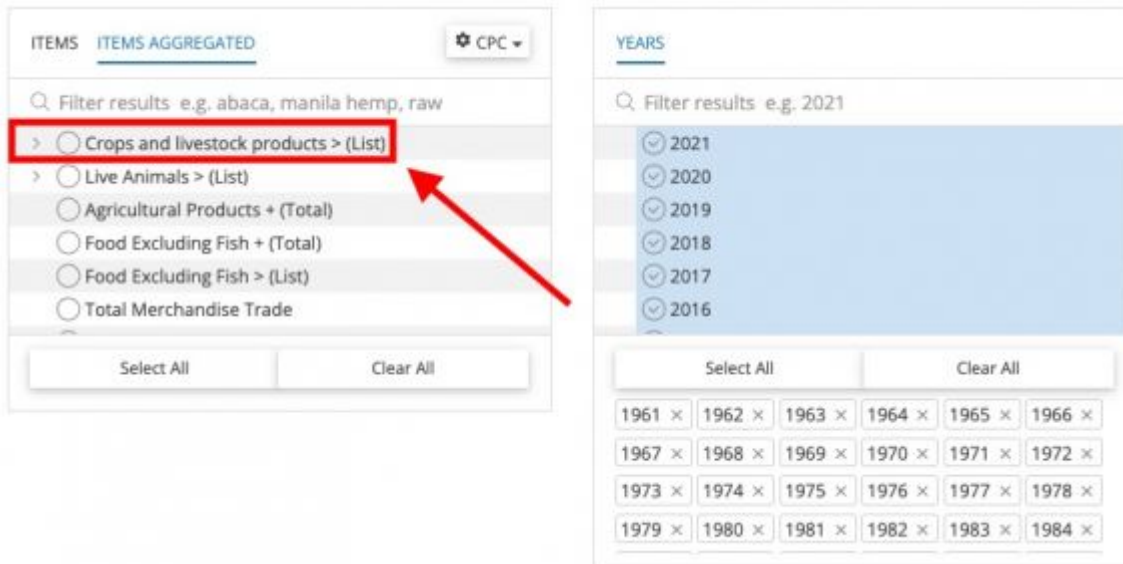 ITEMS ITEMS AGGREGATED CPC
Filter results e.g. abaca, manila hemp, raw
> Crops and livestock products > (List)
> Live Animals > (List)
Agricultural Products + (Total)
Food Excluding Fish + (Total)
Food Excluding Fish > (List)
Total Merchandise Trade
Select All Clear All
YEARS
Filter results e.g. 2021
2021
2020
2019
2018
2017
2016
Select All Clear All
1961 × 1962 × 1963 × 1964 × 1965 × 1966 ×
1967 × 1968 × 1969 × 1970 × 1971 × 1972 ×
1973 × 1974 × 1975 × 1976 × 1977 × 1978 ×
1979 × 1980 × 1981 × 1982 × 1983 × 1984 ×